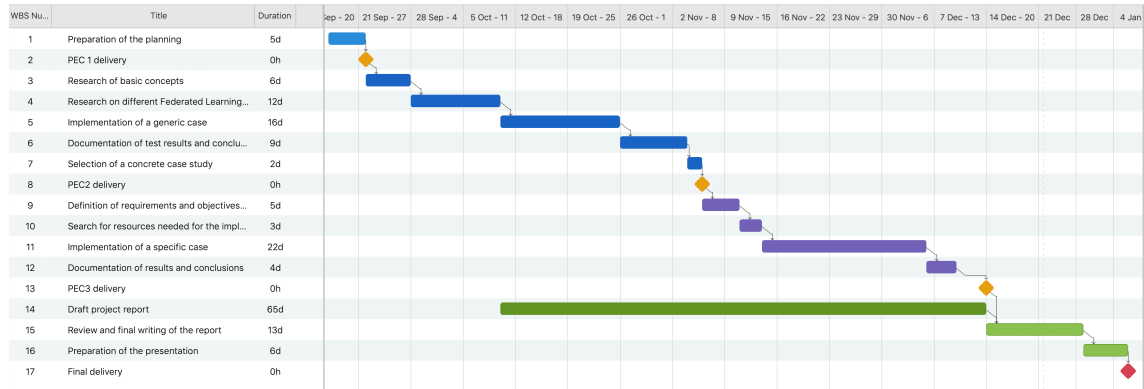 WBS Nu... Title Duration Sep - 20 21 Sep - 27 28 Sep - 4 5 Oct - 11 12 Oct - 18 19 Oct - 25 26 Oct - 1 2 Nov - 8 9 Nov - 15 16 Nov - 22 23 Nov - 29 30 Nov - 6 7 Dec - 13 14 Dec - 20 21 Dec 28 Dec 4 Jan
1 Preparation of the planning 5d
2 PEC 1 delivery 0h
3 Research of basic concepts 6d
4 Research on different Federated Learning... 12d
5 Implementation of a generic case 16d
6 Documentation of test results and conclu... 9d
7 Selection of a concrete case study 2d
8 PEC2 delivery 0h
9 Definition of requirements and objectives... 5d
10 Search for resources needed for the impl... 3d
11 Implementation of a specific case 22d
12 Documentation of results and conclusions 4d
13 PEC3 delivery 0h
14 Draft project report 65d
15 Review and final writing of the report 13d
16 Preparation of the presentation 6d
17 Final delivery 0h